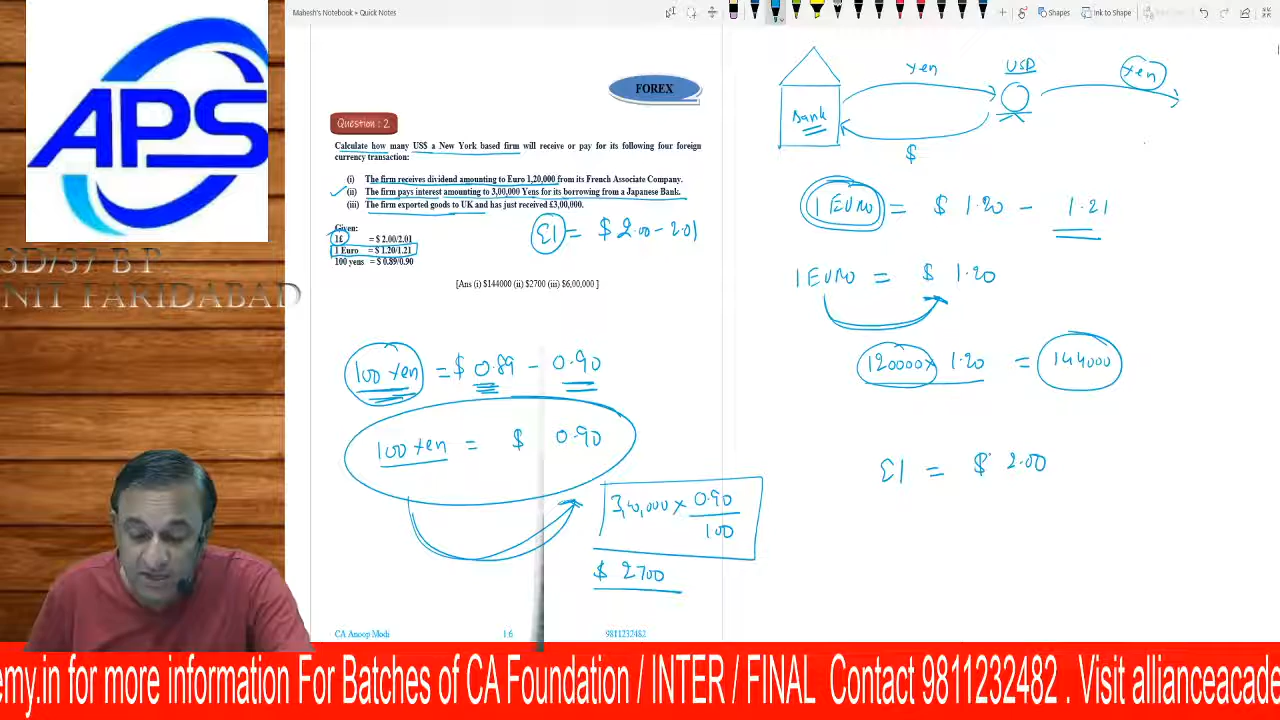 Mahesh's Notebook » Quick Notes
Shapes
Ink to Shape
APS
3D/37 B.P.
NIT FARIDABAD
FOREX
Question : 2
Calculate how many US$ a New York based firm will receive or pay for its following four foreign
currency transaction:
(i) The firm receives dividend amounting to Euro 1,20,000 from its French Associate Company.
(ii) The firm pays interest amounting to 3,00,000 Yens for its borrowing from a Japanese Bank.
(iii) The firm exported goods to UK and has just received £3,00,000.
Given:
1£ = $ 2.00/2.01
1 Euro = $ 1.20/1.21
100 yens = $ 0.89/0.90
[Ans (i) $144000 (ii) $2700 (iii) $6,00,000 ]
£1 = $ 2.00 - 2.01
100 Yen = $ 0.89 - 0.90
100 Yen = $ 0.90
3,00,000 × 0.90
100
$ 2700
CA Anoop Modi 1.6 9811232482
Yen
USD
Yen
Bank
$
1 EURO = $ 1.20 - 1.21
1 EURO = $ 1.20
120000 × 1.20 = 144000
£1 = $ 2.00
emy.in for more information For Batches of CA Foundation / INTER / FINAL Contact 9811232482 . Visit allianceacade